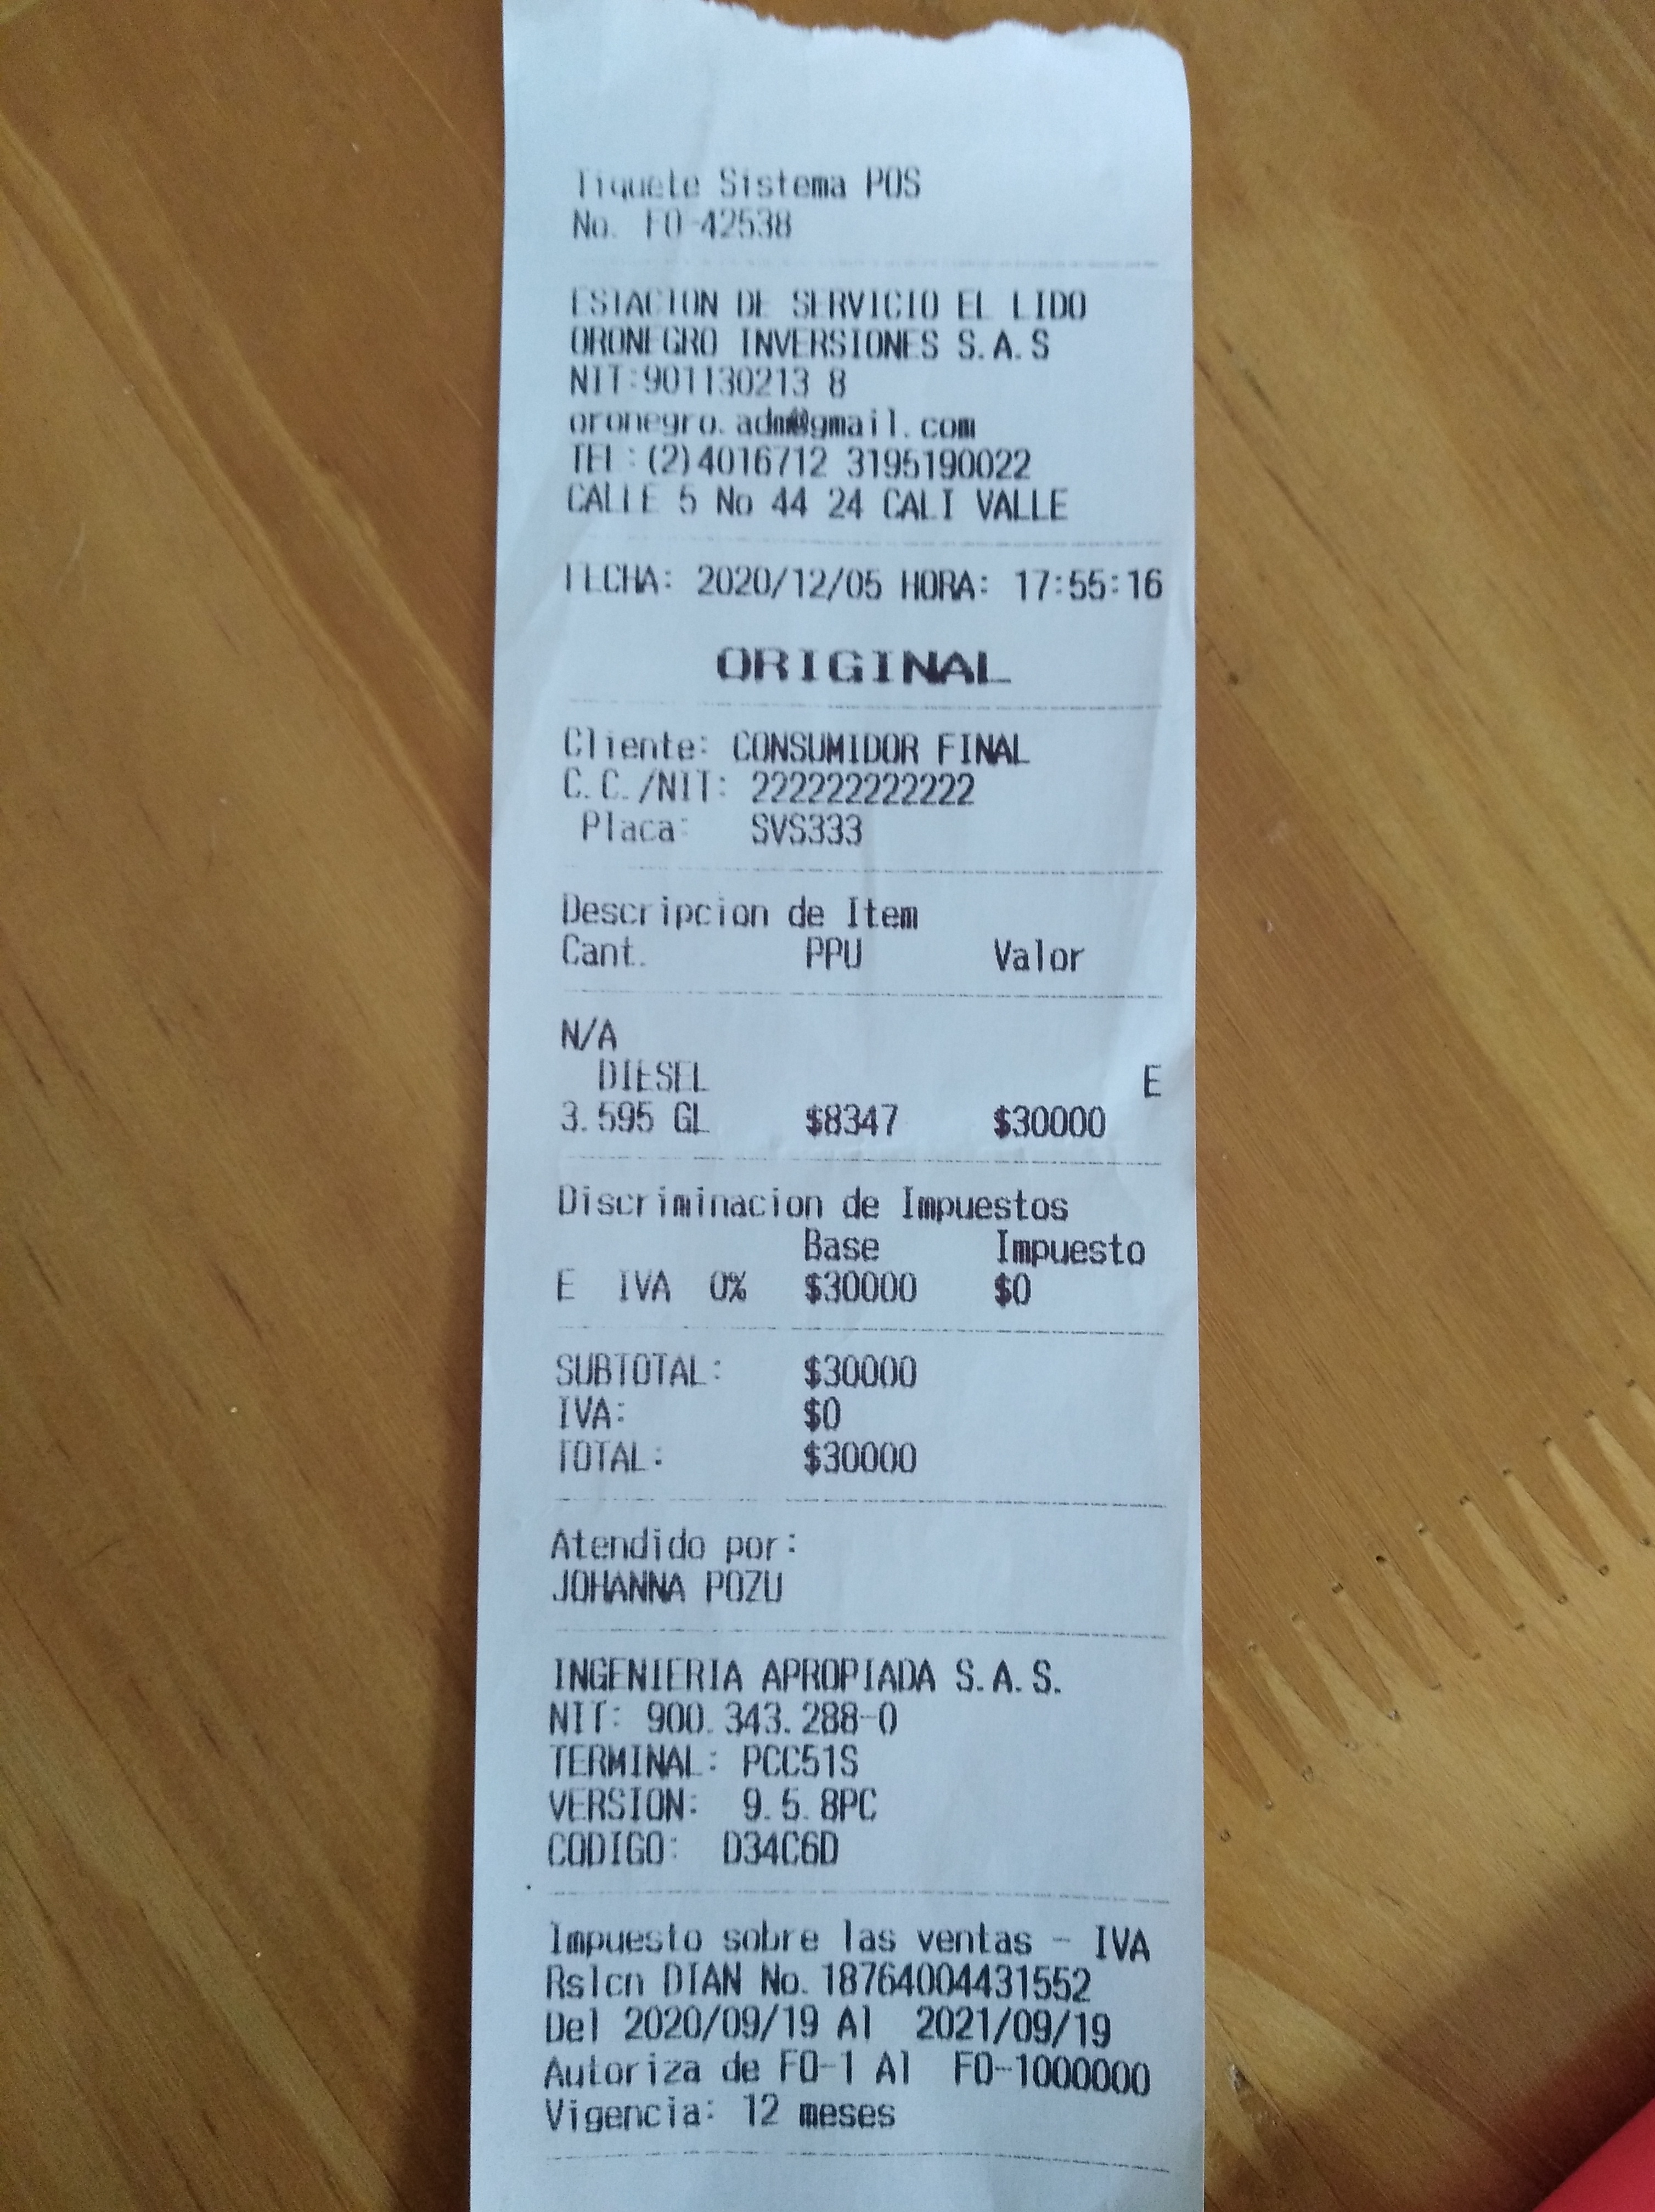 Tiquete Sistema POS
No. FO-42538
ESTACION DE SERVICIO EL LIDO
ORONEGRO INVERSIONES S.A.S
NIT:901130213 8
oronegro.adm@gmail.com
TEL:(2)4016712 3195190022
CALLE 5 No 44 24 CALI VALLE
FECHA: 2020/12/05 HORA: 17:55:16
ORIGINAL
Cliente: CONSUMIDOR FINAL
C.C./NIT: 222222222222
Placa: SVS333
Descripcion de Item
Cant. PPU Valor
N/A
DIESEL E
3.595 GL $8347 $30000
Discriminacion de Impuestos
Base Impuesto
E IVA 0% $30000 $0
SUBTOTAL: $30000
IVA: $0
TOTAL: $30000
Atendido por:
JOHANNA POZU
INGENIERIA APROPIADA S.A.S.
NIT: 900.343.288-0
TERMINAL: PCC51S
VERSION: 9.5.8PC
CODIGO: D34C6D
Impuesto sobre las ventas - IVA
Rslcn DIAN No.18764004431552
Del 2020/09/19 Al 2021/09/19
Autoriza de FO-1 Al FO-1000000
Vigencia: 12 meses